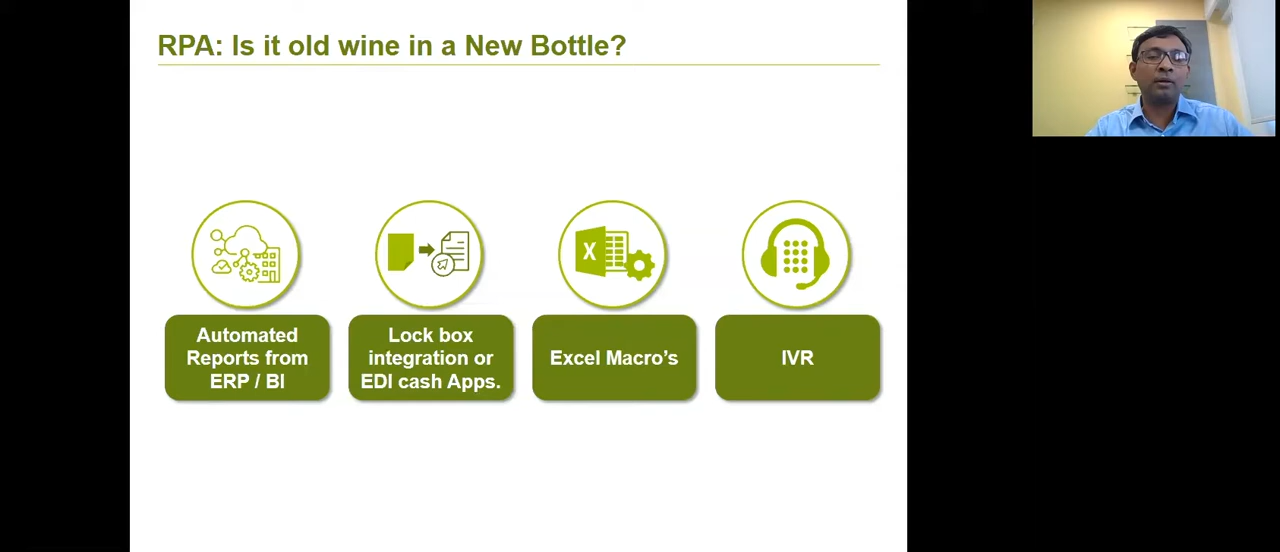 RPA: Is it old wine in a New Bottle?
X
Automated
Reports from
ERP / BI
Lock box
integration or
EDI cash Apps.
Excel Macro’s
IVR